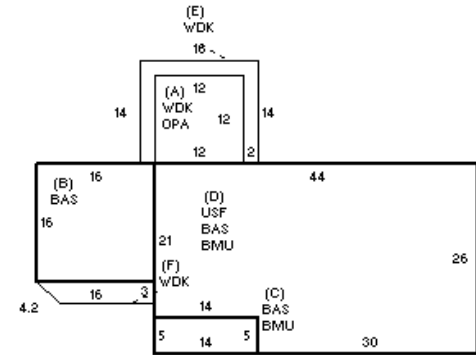 (E)
WDK
16
12
(A)
WDK
OPA
14
12
14
12
2
16
44
(B)
BAS
16
(D)
USF
BAS
BMU
21
26
(F)
WDK
16
3
4.2
14
(C)
BAS
BMU
5
14
5
30